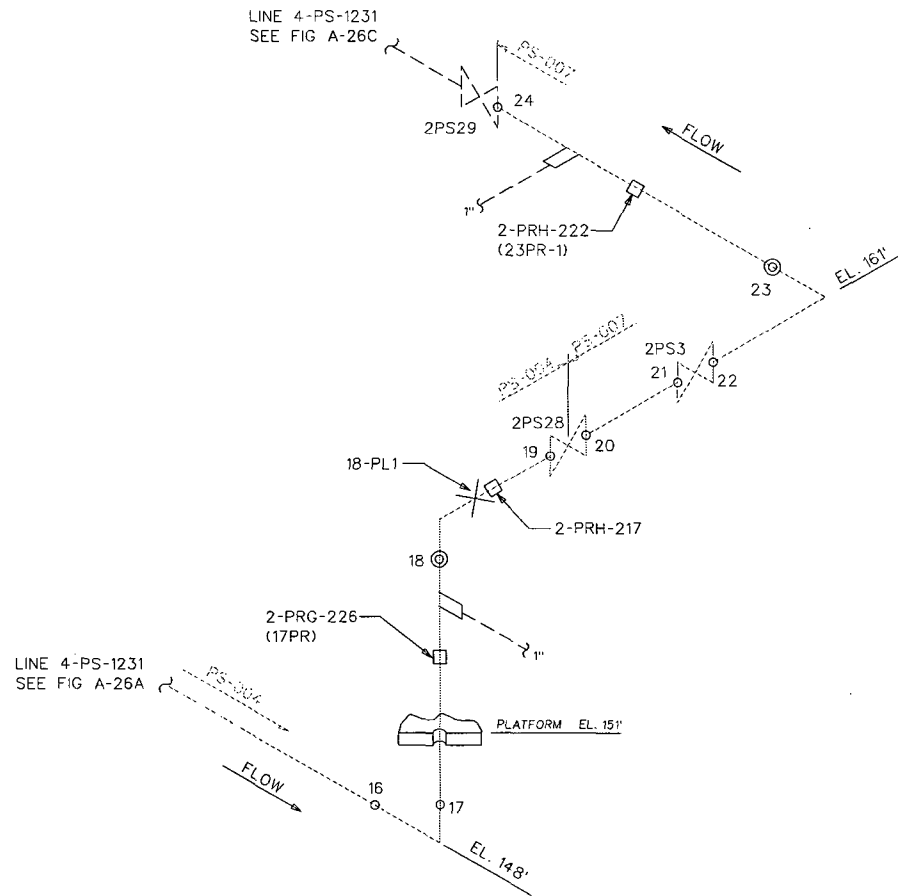 LINE 4-PS-1231
SEE FIG A-26C
PS-007
24
2PS29
FLOW
1"
2-PRH-222
(23PR-1)
23
EL. 161'
PS-004
PS-007
2PS3
21
22
2PS28
19
20
18-PL1
2-PRH-217
18
2-PRG-226
(17PR)
1"
LINE 4-PS-1231
SEE FIG A-26A
PS-004
PLATFORM EL. 151'
FLOW
16
17
EL. 148'